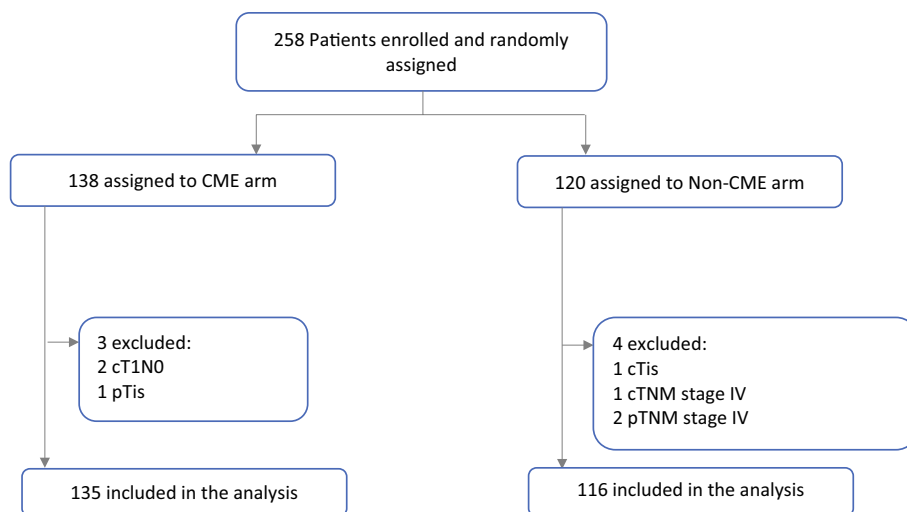 258 Patients enrolled and randomly
assigned
138 assigned to CME arm
120 assigned to Non-CME arm
3 excluded:
2 cT1N0
1 pTis
4 excluded:
1 cTis
1 cTNM stage IV
2 pTNM stage IV
135 included in the analysis
116 included in the analysis